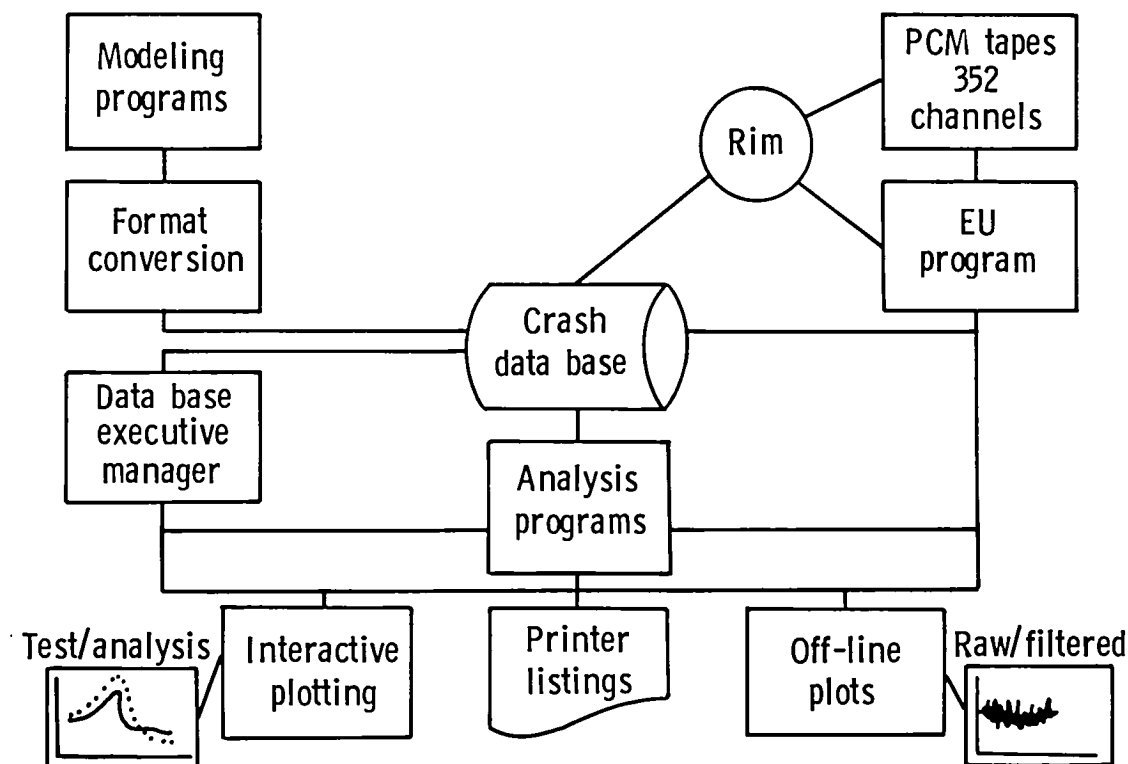 Modeling
programs
PCM tapes
352
channels
Rim
Format
conversion
EU
program
Crash
data base
Data base
executive
manager
Analysis
programs
Test/analysis
Interactive
plotting
Printer
listings
Off-line
plots
Raw/filtered